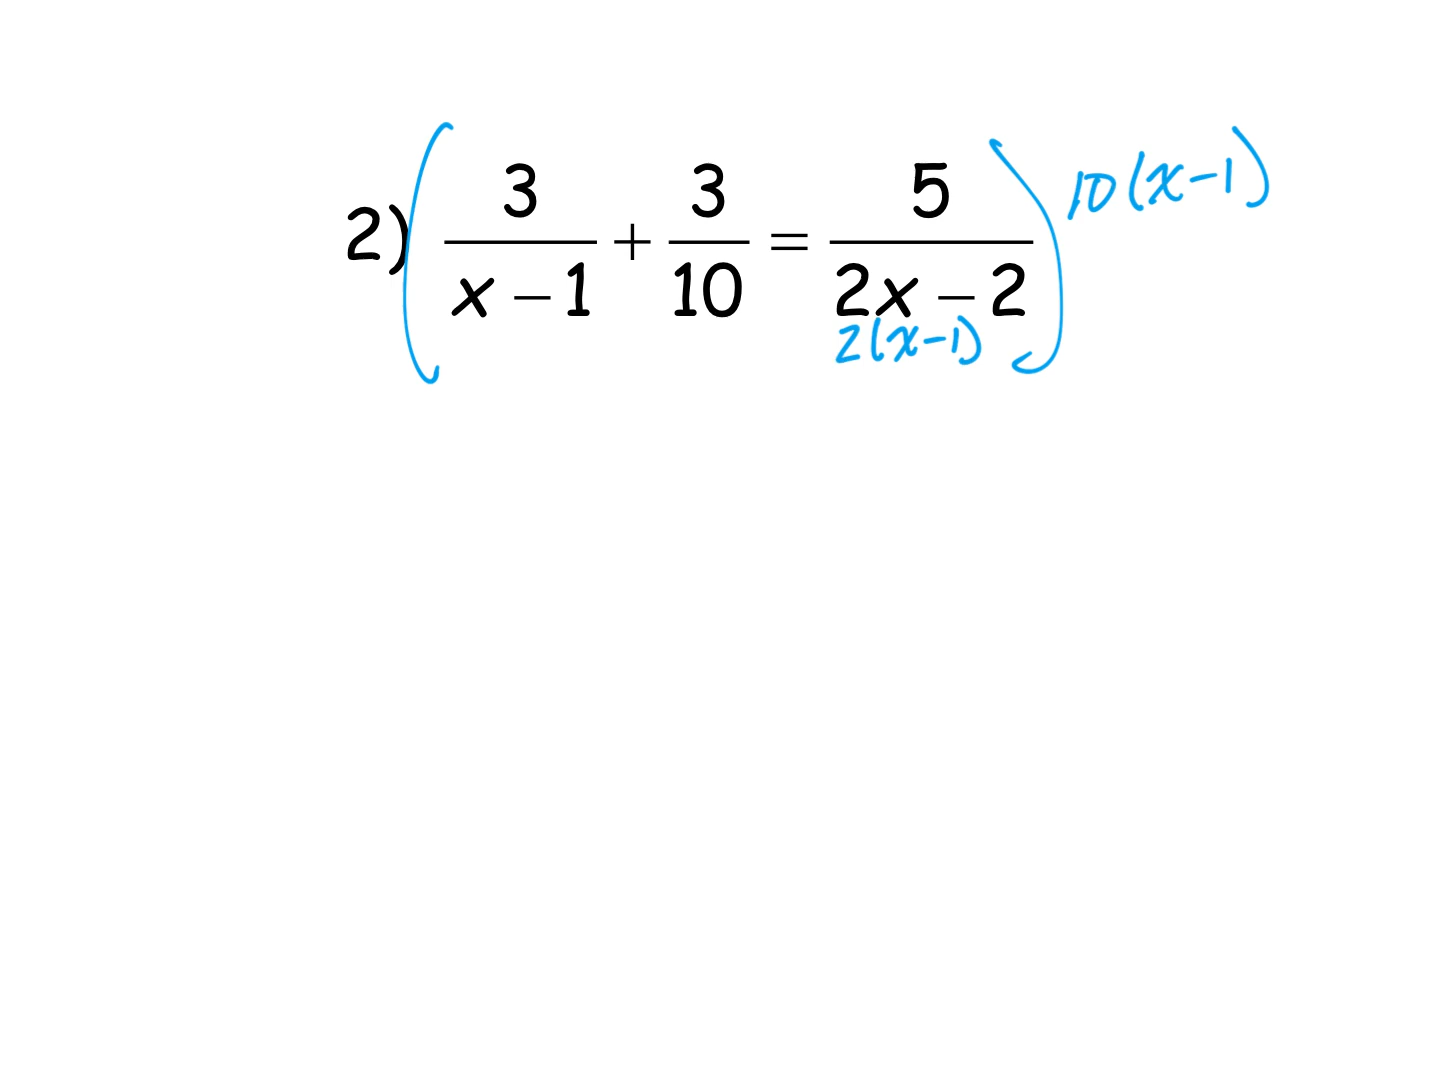 2) ( 3/(x − 1) + 3/10 = 5/(2x − 2) ) 10(x−1)
2(x−1)